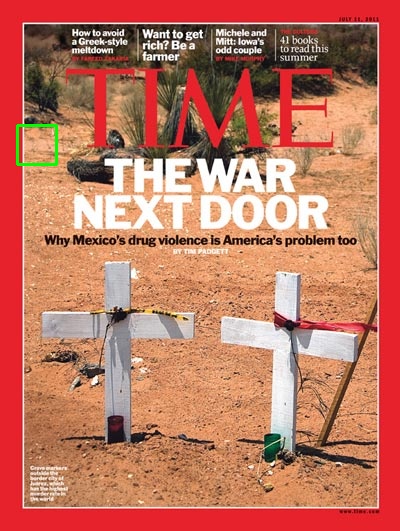 JULY 11, 2011
How to avoid
a Greek-style
meltdown
BY FAREED ZAKARIA
Want to get
rich? Be a
farmer
Michele and
Mitt: Iowa's
odd couple
BY MIKE MURPHY
THE CULTURE
41 books
to read this
summer
TIME
THE WAR
NEXT DOOR
Why Mexico's drug violence is America's problem too
BY TIM PADGETT
Grave markers
outside the
border city of
Juárez, which
has the highest
murder rate in
the world
www.time.com